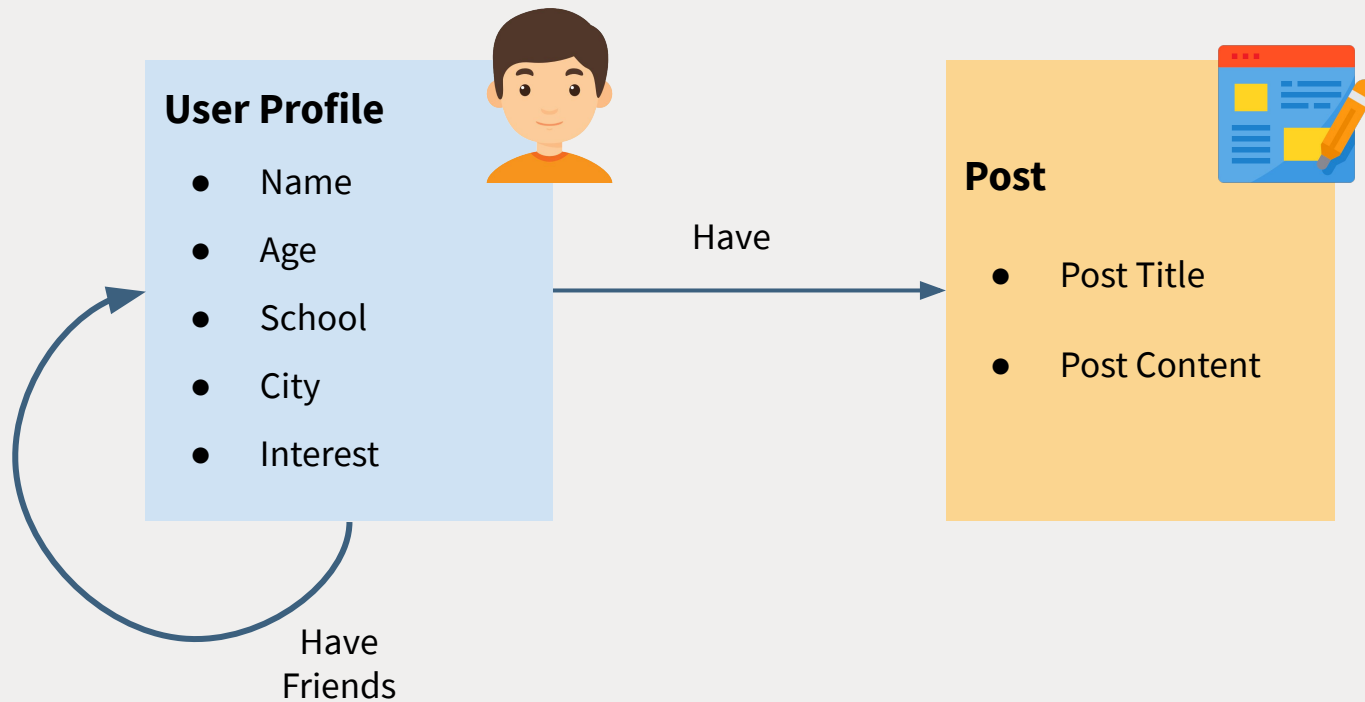 User Profile
● Name
● Age
● School
● City
● Interest
Have
Post
● Post Title
● Post Content
Have
Friends